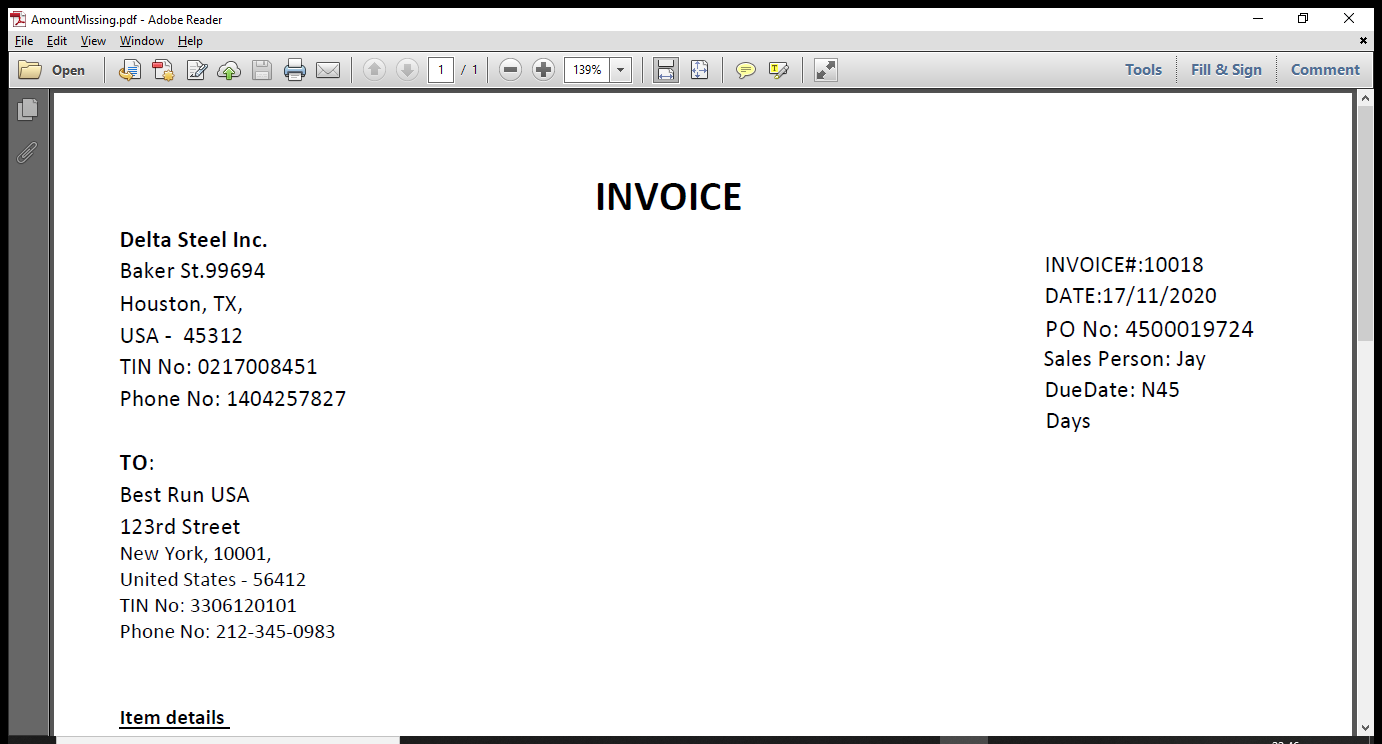 AmountMissing.pdf - Adobe Reader
File Edit View Window Help
Open 1 / 1 139% Tools Fill & Sign Comment
INVOICE
Delta Steel Inc.
Baker St.99694
Houston, TX,
USA - 45312
TIN No: 0217008451
Phone No: 1404257827
INVOICE#:10018
DATE:17/11/2020
PO No: 4500019724
Sales Person: Jay
DueDate: N45
Days
TO:
Best Run USA
123rd Street
New York, 10001,
United States - 56412
TIN No: 3306120101
Phone No: 212-345-0983
Item details